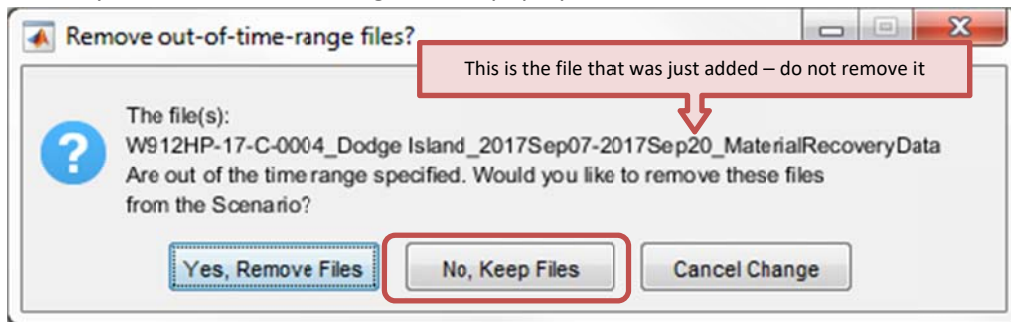 Remove out-of-time-range files?
This is the file that was just added – do not remove it
The file(s):
W912HP-17-C-0004_Dodge Island_2017Sep07-2017Sep20_MaterialRecoveryData
Are out of the time range specified. Would you like to remove these files
from the Scenario?
Yes, Remove Files
No, Keep Files
Cancel Change